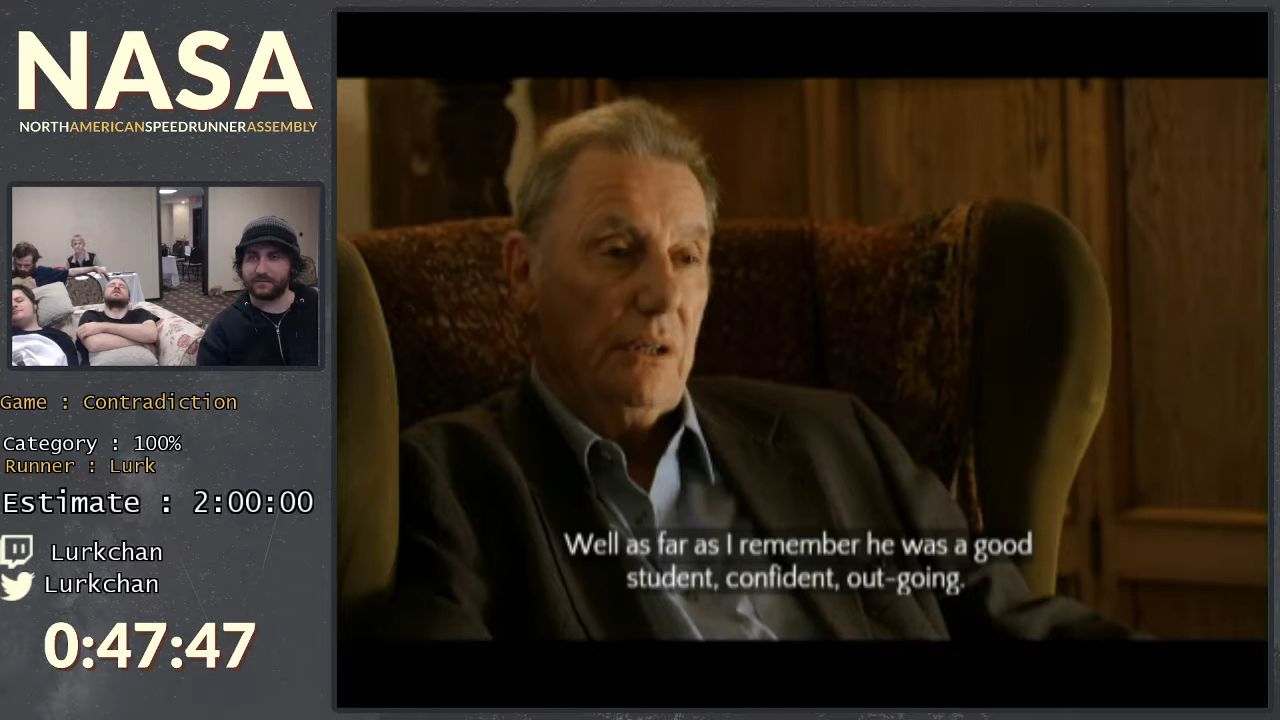 NASA
NORTHAMERICANSPEEDRUNNERASSEMBLY
Game : Contradiction
Category : 100%
Runner : Lurk
Estimate : 2:00:00
Lurkchan
Lurkchan
0:47:47
Well as far as I remember he was a good
student, confident, out-going.